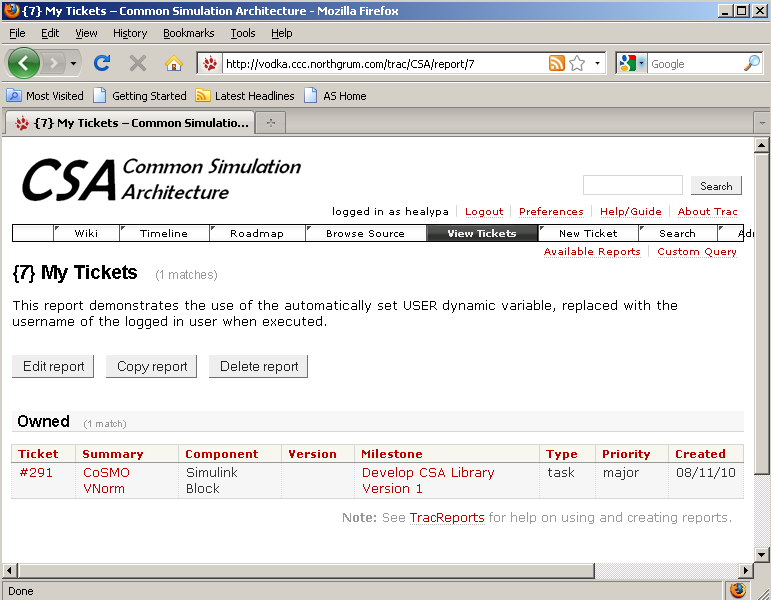 {7} My Tickets – Common Simulation Architecture - Mozilla Firefox
File Edit View History Bookmarks Tools Help
http://vodka.ccc.northgrum.com/trac/CSA/report/7 Google
Most Visited Getting Started Latest Headlines AS Home
{7} My Tickets – Common Simulatio...
CSA Common Simulation
Architecture
Search
logged in as healypa Logout Preferences Help/Guide About Trac
Wiki Timeline Roadmap Browse Source View Tickets New Ticket Search Adm
Available Reports Custom Query
{7} My Tickets (1 matches)
This report demonstrates the use of the automatically set USER dynamic variable, replaced with the
username of the logged in user when executed.
Edit report Copy report Delete report
Owned (1 match)
Ticket Summary Component Version Milestone Type Priority Created
#291 CoSMO Simulink Develop CSA Library task major 08/11/10
VNorm Block Version 1
Note: See TracReports for help on using and creating reports.
Done